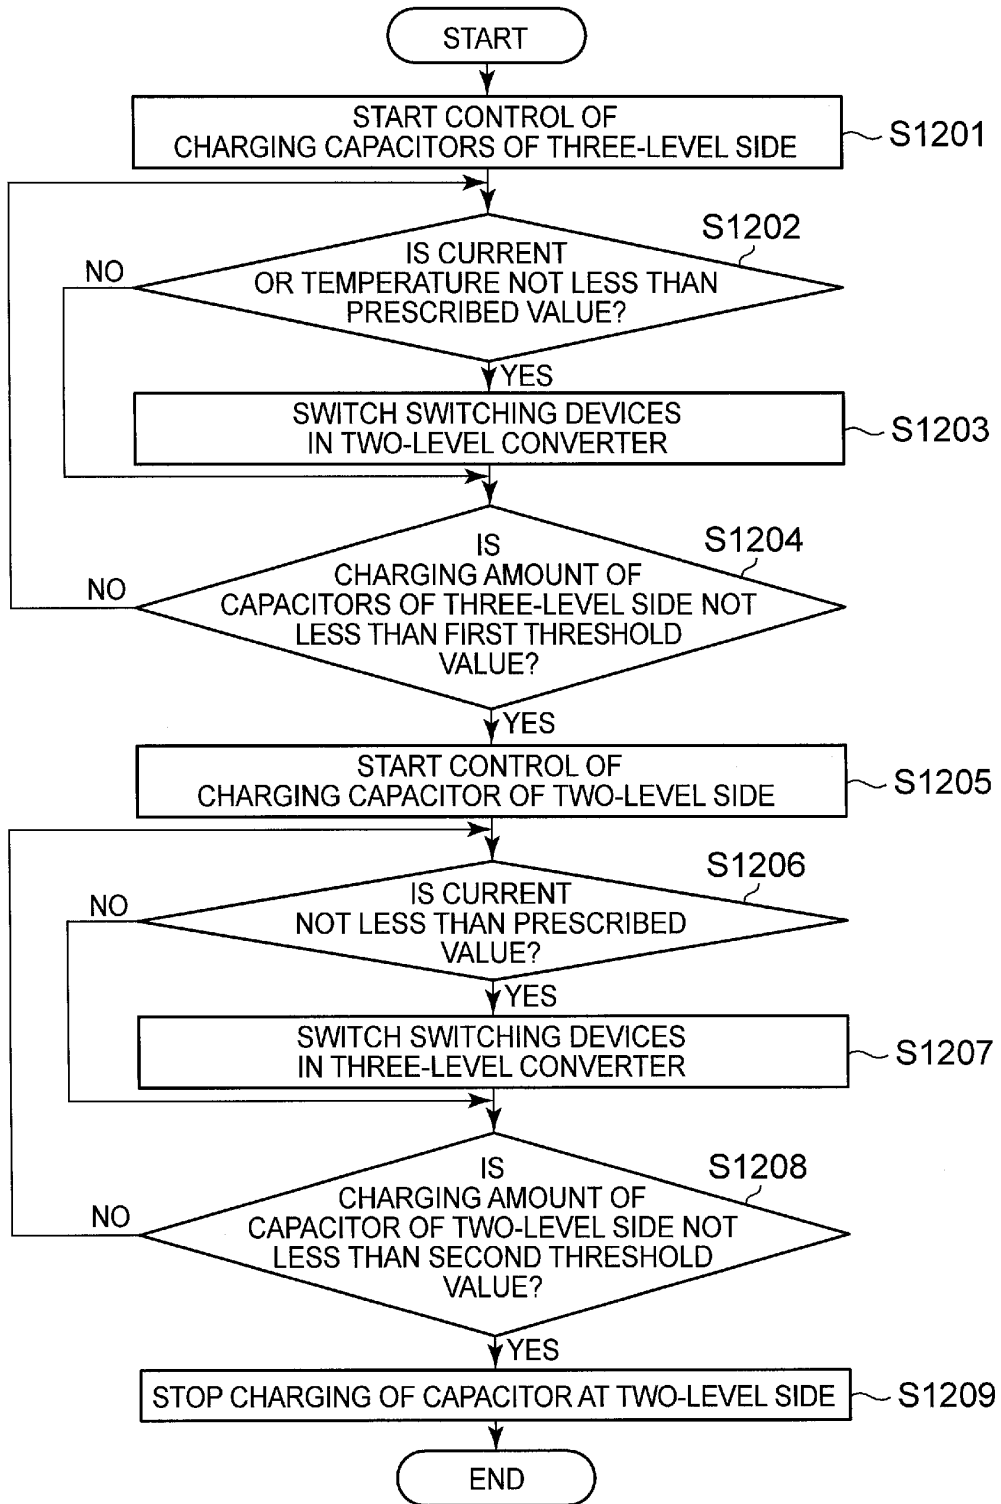 START
START CONTROL OF
CHARGING CAPACITORS OF THREE-LEVEL SIDE
S1201
S1202
IS CURRENT
OR TEMPERATURE NOT LESS THAN
PRESCRIBED VALUE?
NO
YES
SWITCH SWITCHING DEVICES
IN TWO-LEVEL CONVERTER
S1203
S1204
IS
CHARGING AMOUNT OF
CAPACITORS OF THREE-LEVEL SIDE NOT
LESS THAN FIRST THRESHOLD
VALUE?
NO
YES
START CONTROL OF
CHARGING CAPACITOR OF TWO-LEVEL SIDE
S1205
S1206
IS CURRENT
NOT LESS THAN PRESCRIBED
VALUE?
NO
YES
SWITCH SWITCHING DEVICES
IN THREE-LEVEL CONVERTER
S1207
S1208
IS
CHARGING AMOUNT OF
CAPACITOR OF TWO-LEVEL SIDE NOT
LESS THAN SECOND THRESHOLD
VALUE?
NO
YES
STOP CHARGING OF CAPACITOR AT TWO-LEVEL SIDE
S1209
END